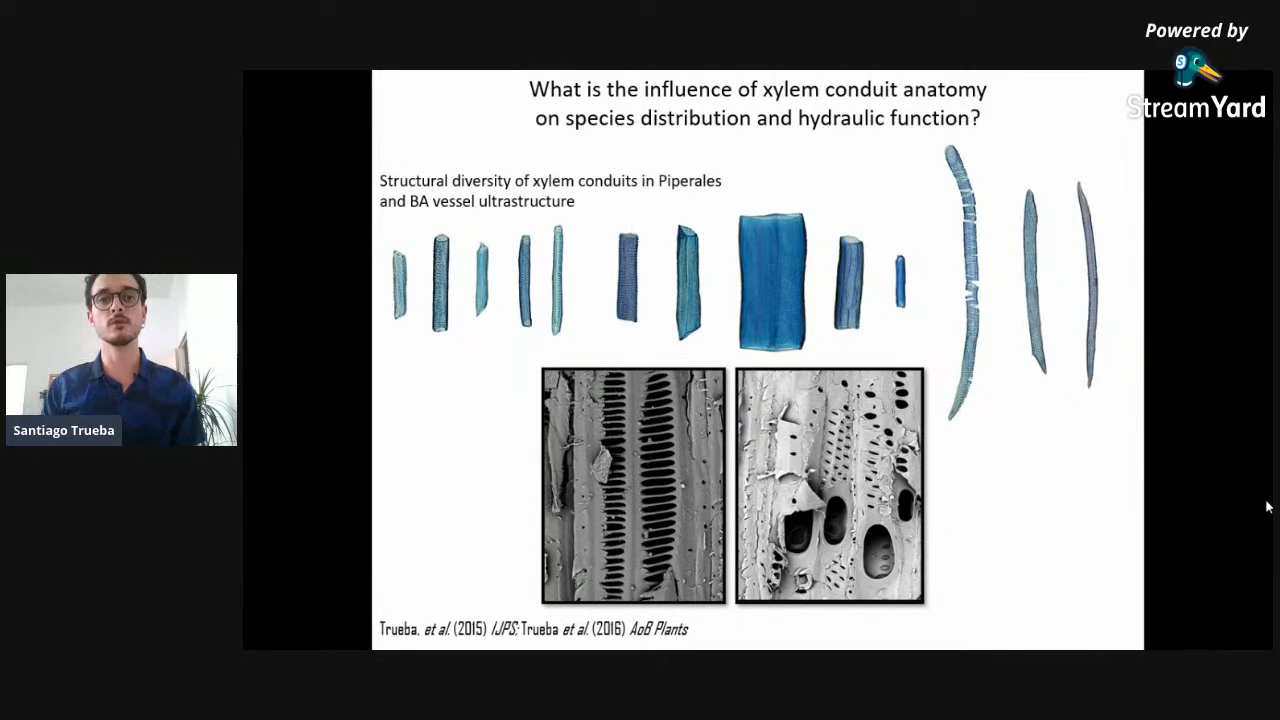 Powered by
StreamYard
What is the influence of xylem conduit anatomy
on species distribution and hydraulic function?
Structural diversity of xylem conduits in Piperales
and BA vessel ultrastructure
Santiago Trueba
Trueba, et al. (2015) IJPS; Trueba et al. (2016) AoB Plants